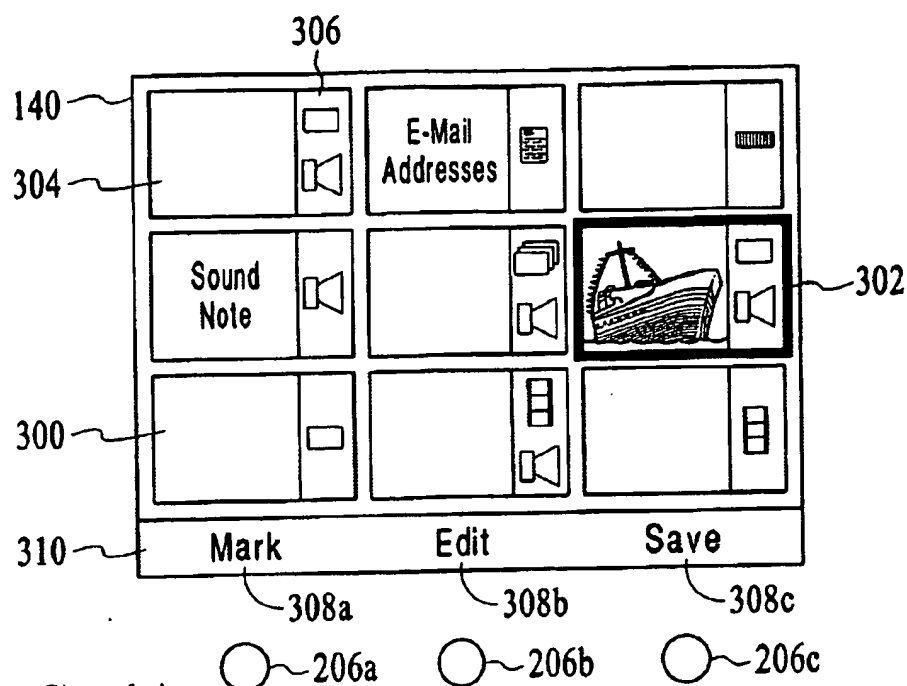 306
140
E-Mail
Addresses
304
Sound
Note
302
300
310
Mark
Edit
Save
308a
308b
308c
206a
206b
206c